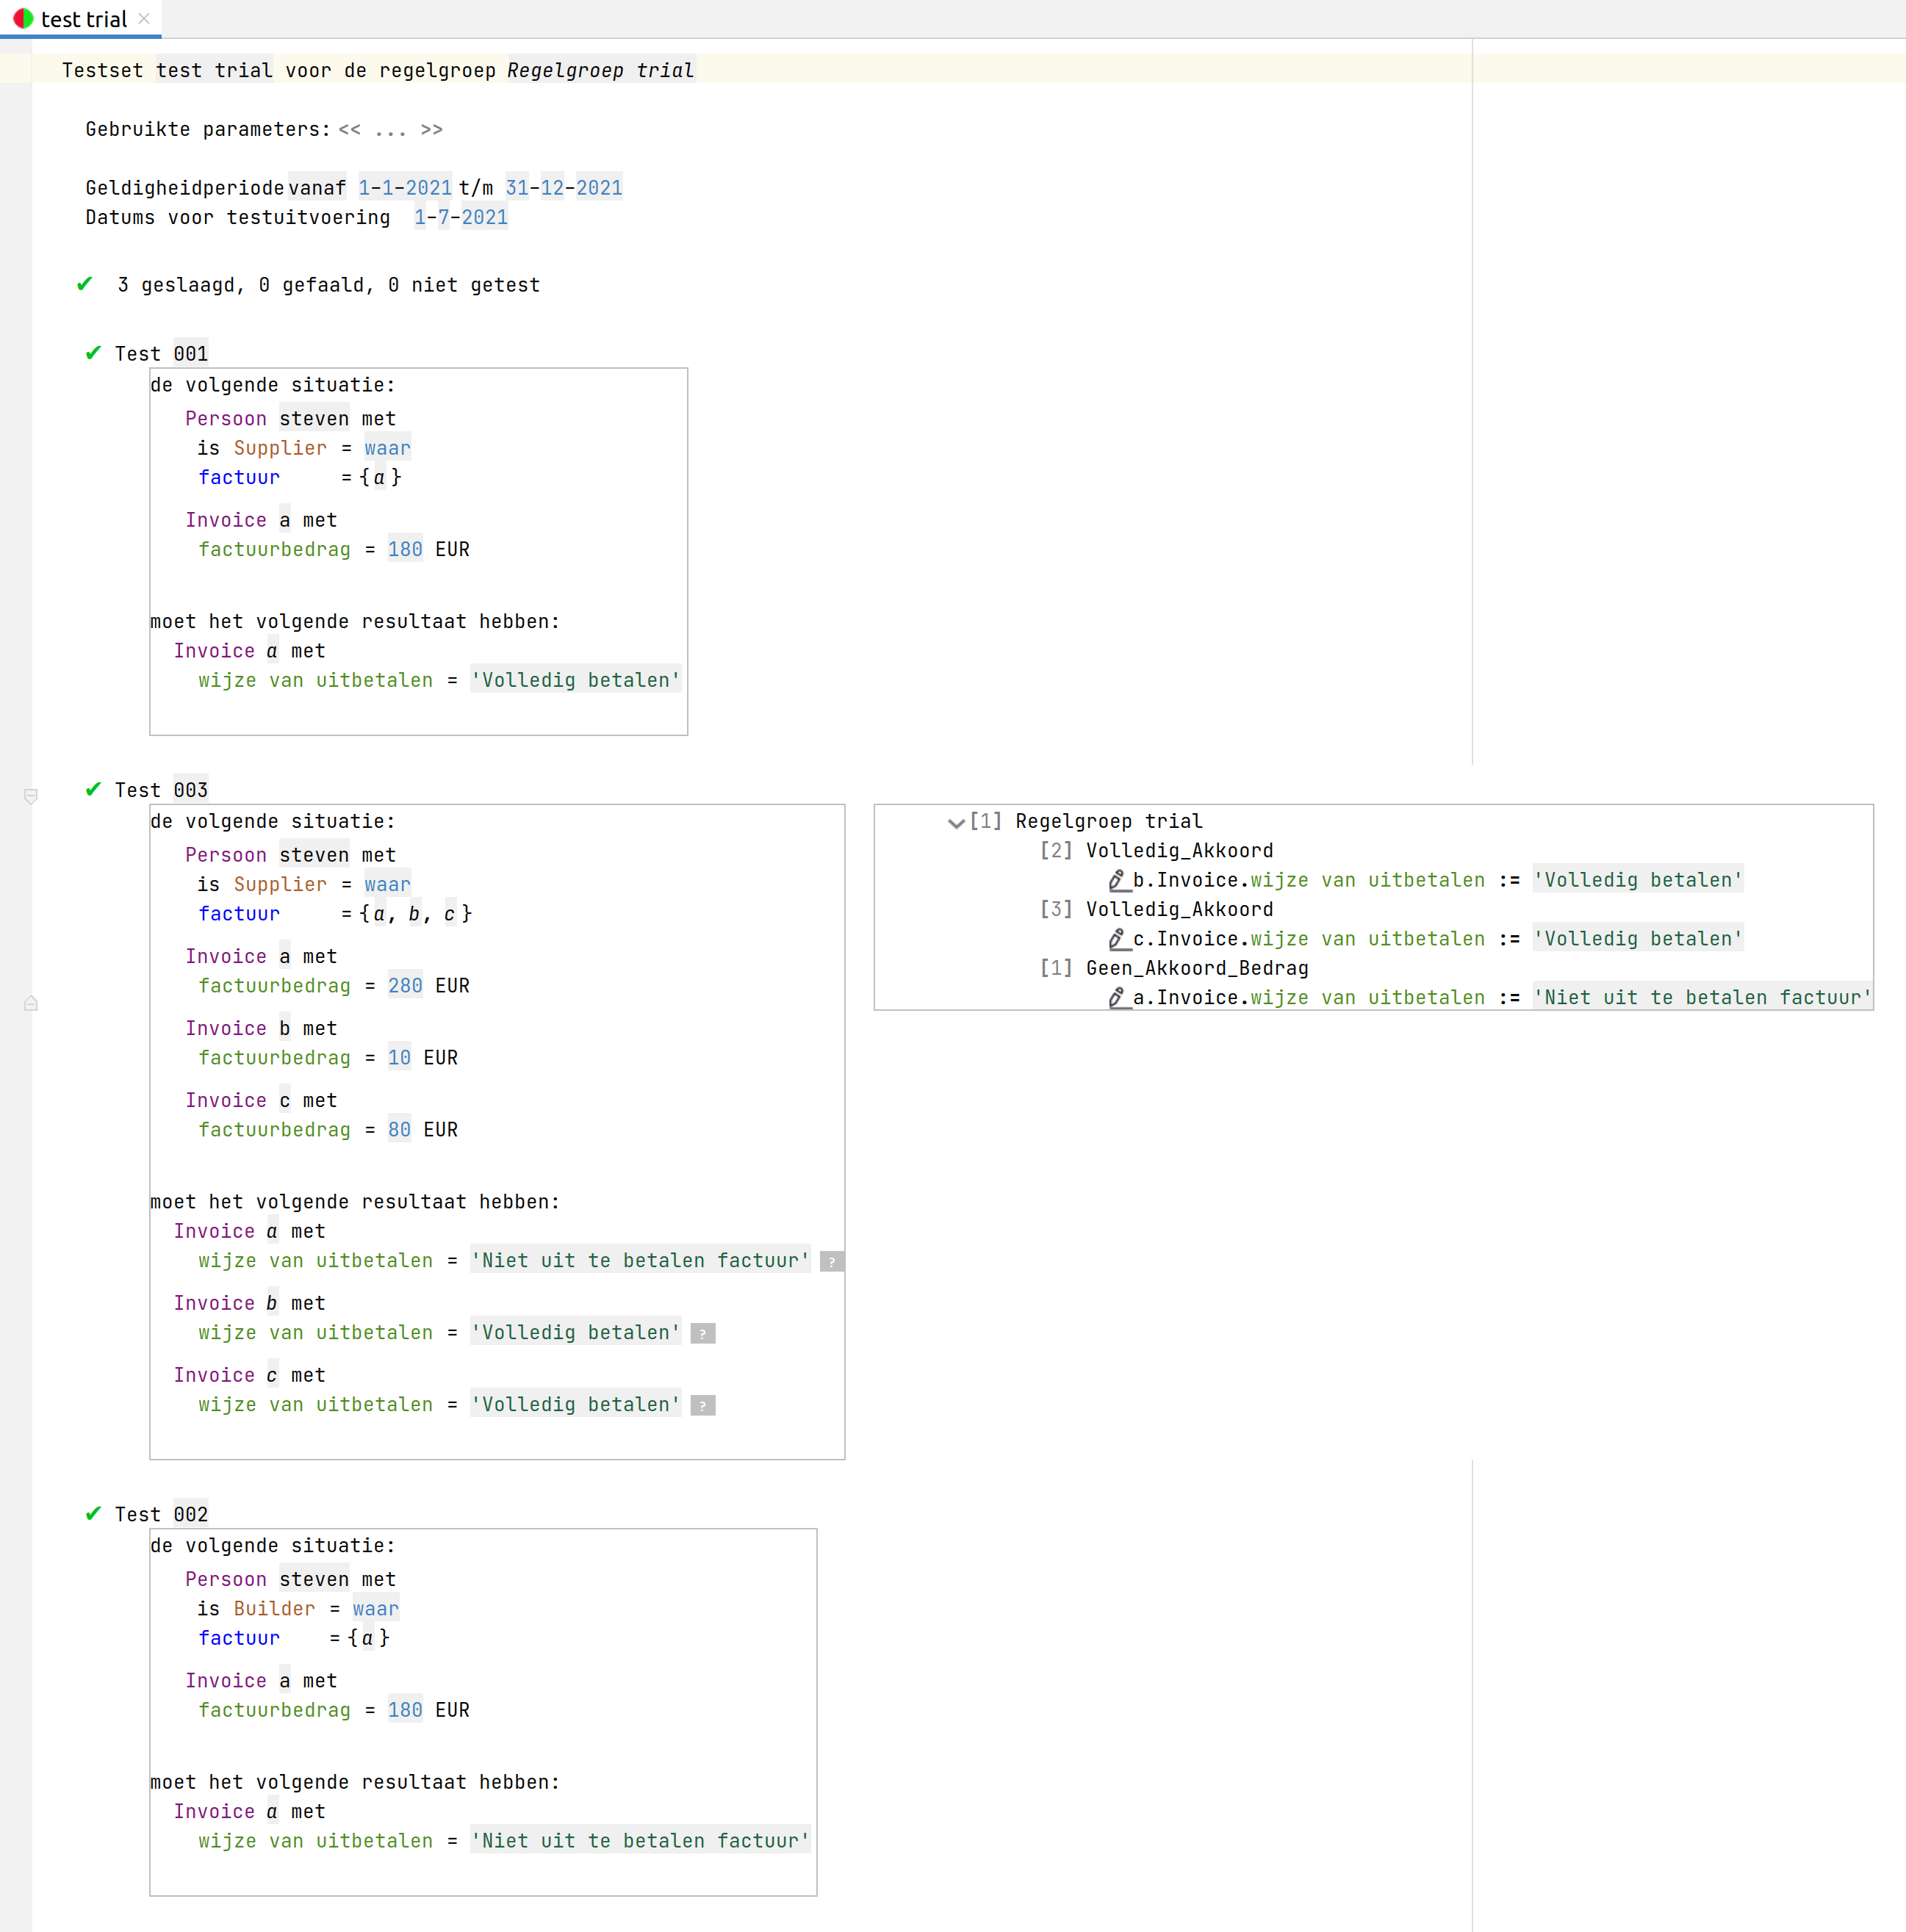 test trial
Testset test trial voor de regelgroep Regelgroep trial
Gebruikte parameters: << ... >>
Geldigheidperiode vanaf 1-1-2021 t/m 31-12-2021
Datums voor testuitvoering 1-7-2021
✔ 3 geslaagd, 0 gefaald, 0 niet getest
✔ Test 001
de volgende situatie:
Persoon steven met
is Supplier = waar
factuur = {a}
Invoice a met
factuurbedrag = 180 EUR
moet het volgende resultaat hebben:
Invoice a met
wijze van uitbetalen = 'Volledig betalen'
✔ Test 003
de volgende situatie:
Persoon steven met
is Supplier = waar
factuur = {a, b, c}
Invoice a met
factuurbedrag = 280 EUR
Invoice b met
factuurbedrag = 10 EUR
Invoice c met
factuurbedrag = 80 EUR
moet het volgende resultaat hebben:
Invoice a met
wijze van uitbetalen = 'Niet uit te betalen factuur' ?
Invoice b met
wijze van uitbetalen = 'Volledig betalen' ?
Invoice c met
wijze van uitbetalen = 'Volledig betalen' ?
[1] Regelgroep trial
[2] Volledig_Akkoord
b.Invoice.wijze van uitbetalen := 'Volledig betalen'
[3] Volledig_Akkoord
c.Invoice.wijze van uitbetalen := 'Volledig betalen'
[1] Geen_Akkoord_Bedrag
a.Invoice.wijze van uitbetalen := 'Niet uit te betalen factuur'
✔ Test 002
de volgende situatie:
Persoon steven met
is Builder = waar
factuur = {a}
Invoice a met
factuurbedrag = 180 EUR
moet het volgende resultaat hebben:
Invoice a met
wijze van uitbetalen = 'Niet uit te betalen factuur'